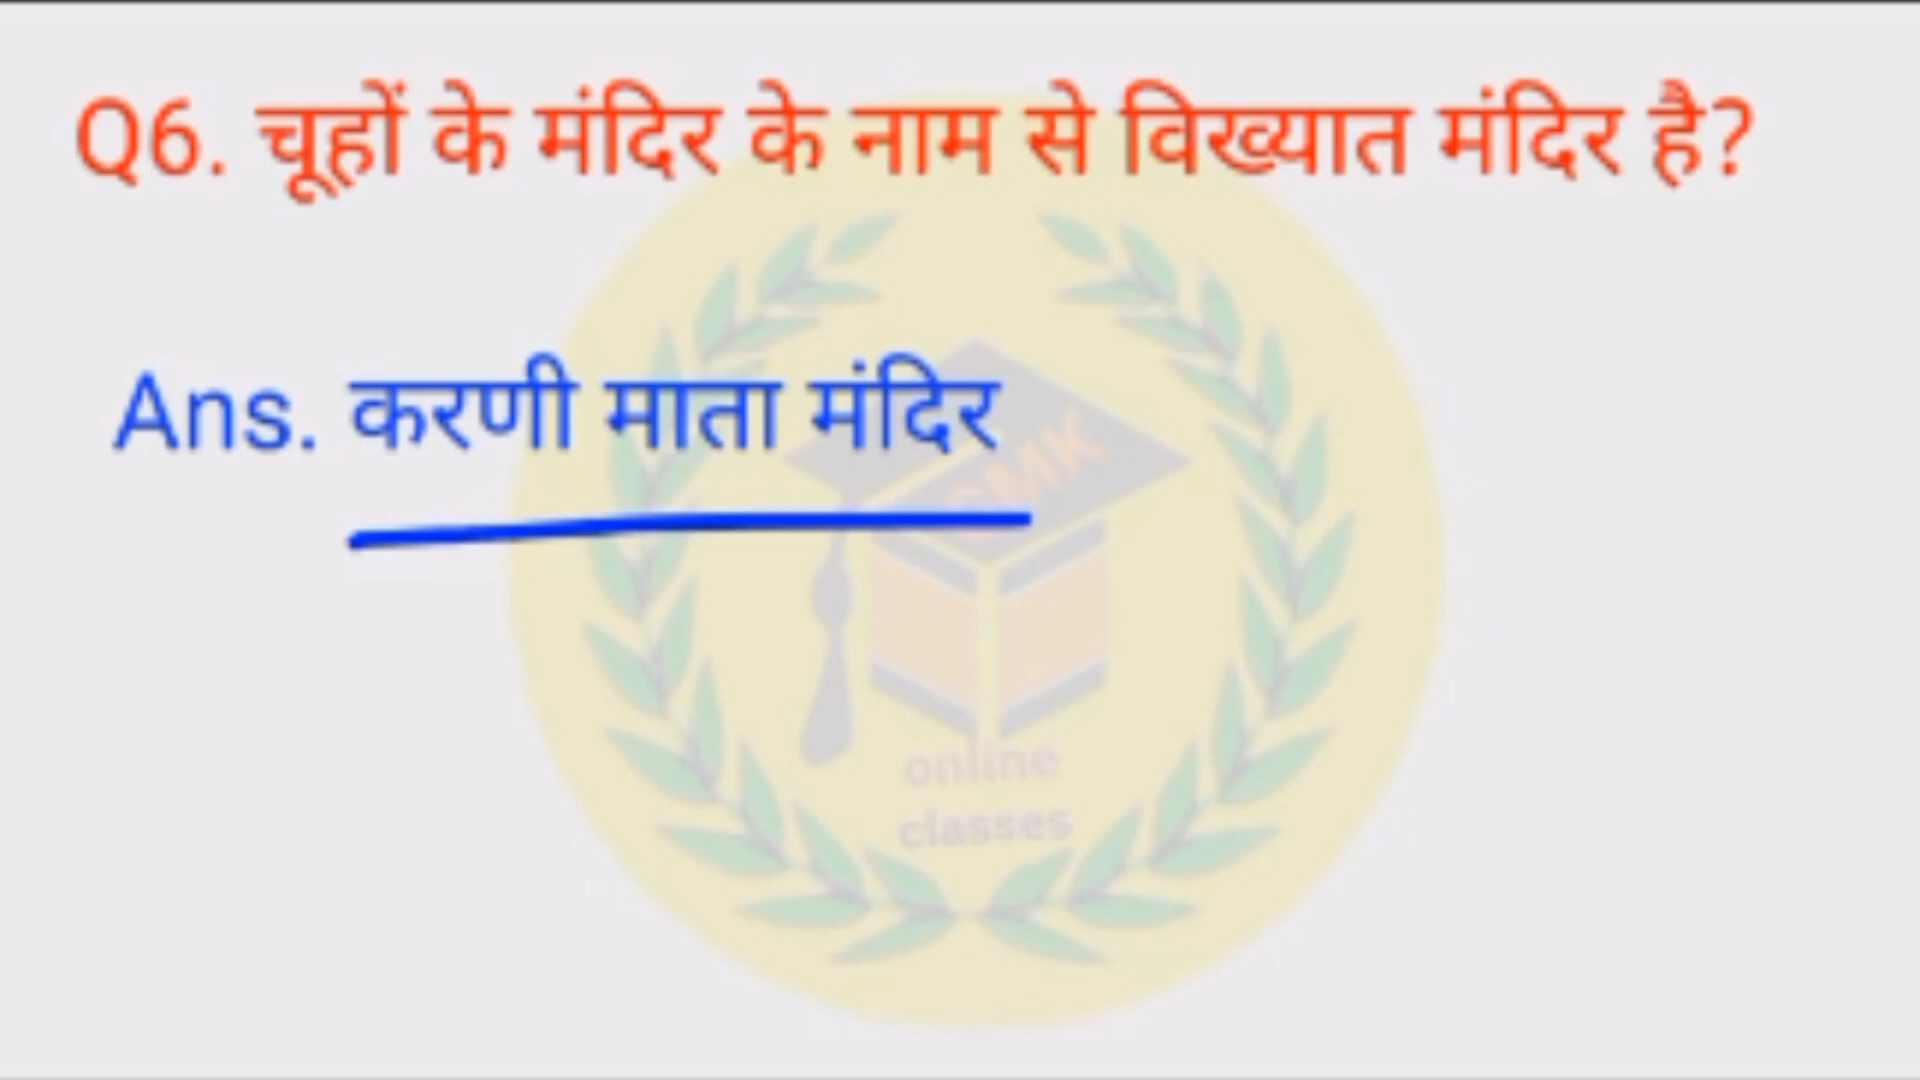 Q6. चूहों के मंदिर के नाम से विख्यात मंदिर है?
Ans. करणी माता मंदिर
online
classes